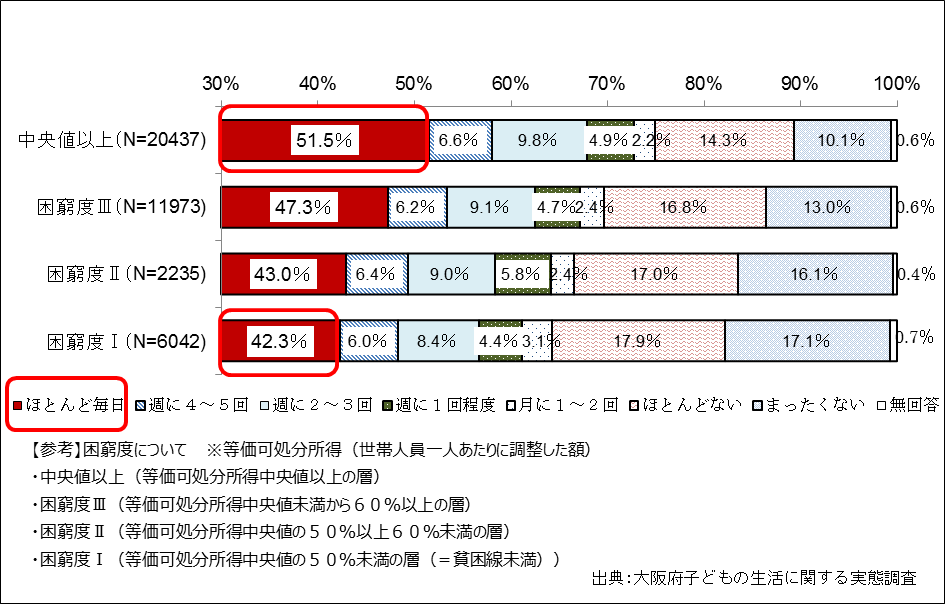 30% 40% 50% 60% 70% 80% 90% 100%
中央値以上(N=20437) 51.5% 6.6% 9.8% 4.9% 2.2% 14.3% 10.1% 0.6%
困窮度Ⅲ(N=11973) 47.3% 6.2% 9.1% 4.7% 2.4% 16.8% 13.0% 0.6%
困窮度Ⅱ(N=2235) 43.0% 6.4% 9.0% 5.8% 2.4% 17.0% 16.1% 0.4%
困窮度Ⅰ(N=6042) 42.3% 6.0% 8.4% 4.4% 3.1% 17.9% 17.1% 0.7%
ほとんど毎日 週に4～5回 週に2～3回 週に1回程度 月に1～2回 ほとんどない まったくない 無回答
【参考】困窮度について ※等価可処分所得（世帯人員一人あたりに調整した額）
・中央値以上（等価可処分所得中央値以上の層）
・困窮度Ⅲ（等価可処分所得中央値未満から６０％以上の層）
・困窮度Ⅱ（等価可処分所得中央値の５０％以上６０％未満の層）
・困窮度Ⅰ（等価可処分所得中央値の５０％未満の層（＝貧困線未満））
出典：大阪府子どもの生活に関する実態調査